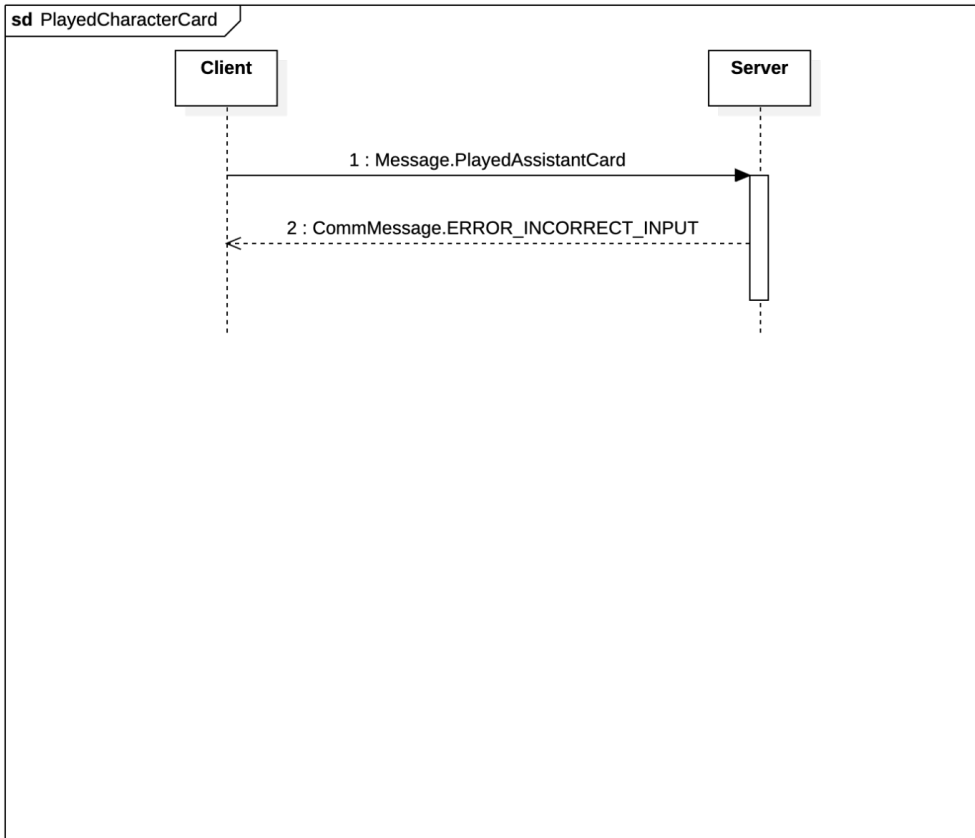 sd PlayedCharacterCard
Client
Server
1 : Message.PlayedAssistantCard
2 : CommMessage.ERROR_INCORRECT_INPUT